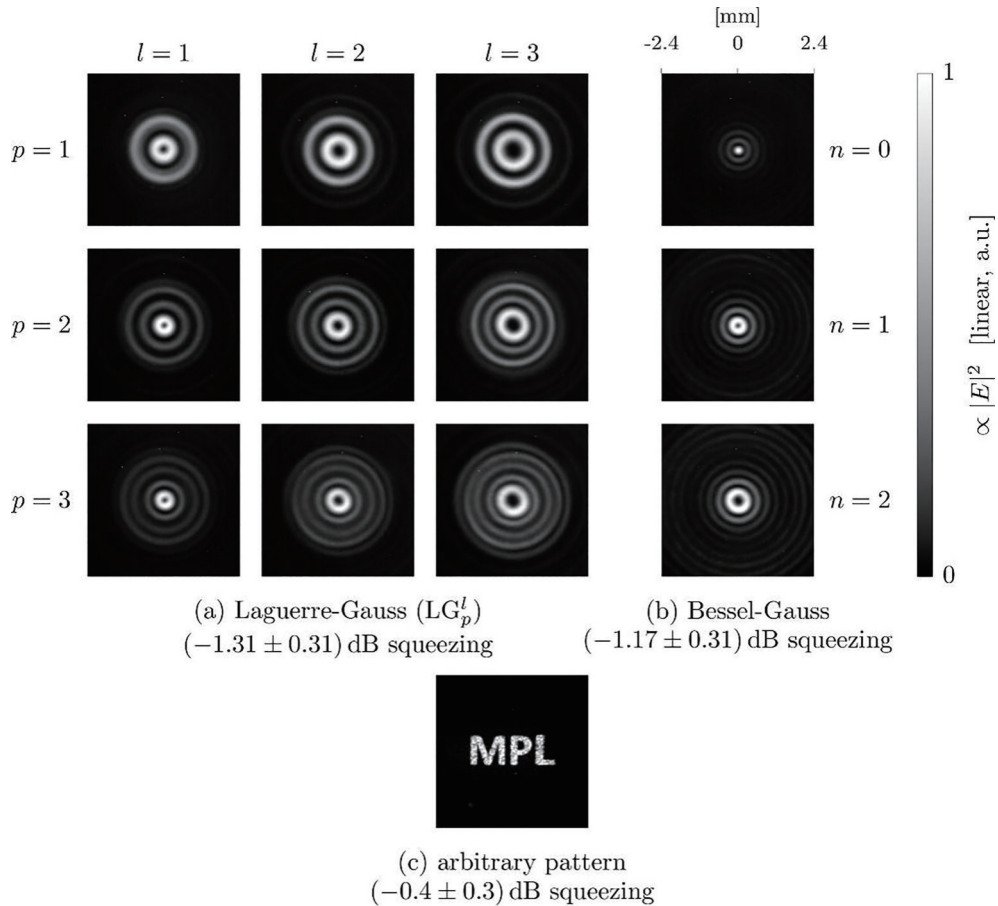 [mm]
-2.4 0 2.4
l = 1 l = 2 l = 3
1
p = 1 n = 0
p = 2 n = 1
∝ |E|² [linear, a.u.]
p = 3 n = 2
0
(a) Laguerre-Gauss (LGₚˡ) (b) Bessel-Gauss
(−1.31 ± 0.31) dB squeezing (−1.17 ± 0.31) dB squeezing
MPL
(c) arbitrary pattern
(−0.4 ± 0.3) dB squeezing